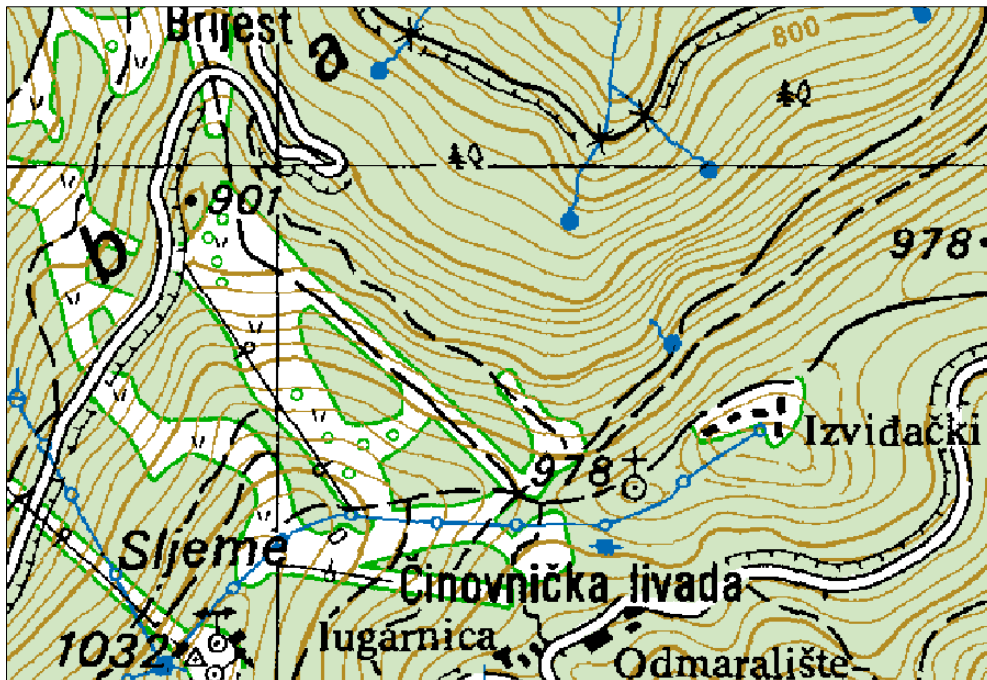 Brijest
a
800
901
b
978
Izviđački
978
Sljeme
Činovnička livada
1032
lugarnica
Odmaralište-